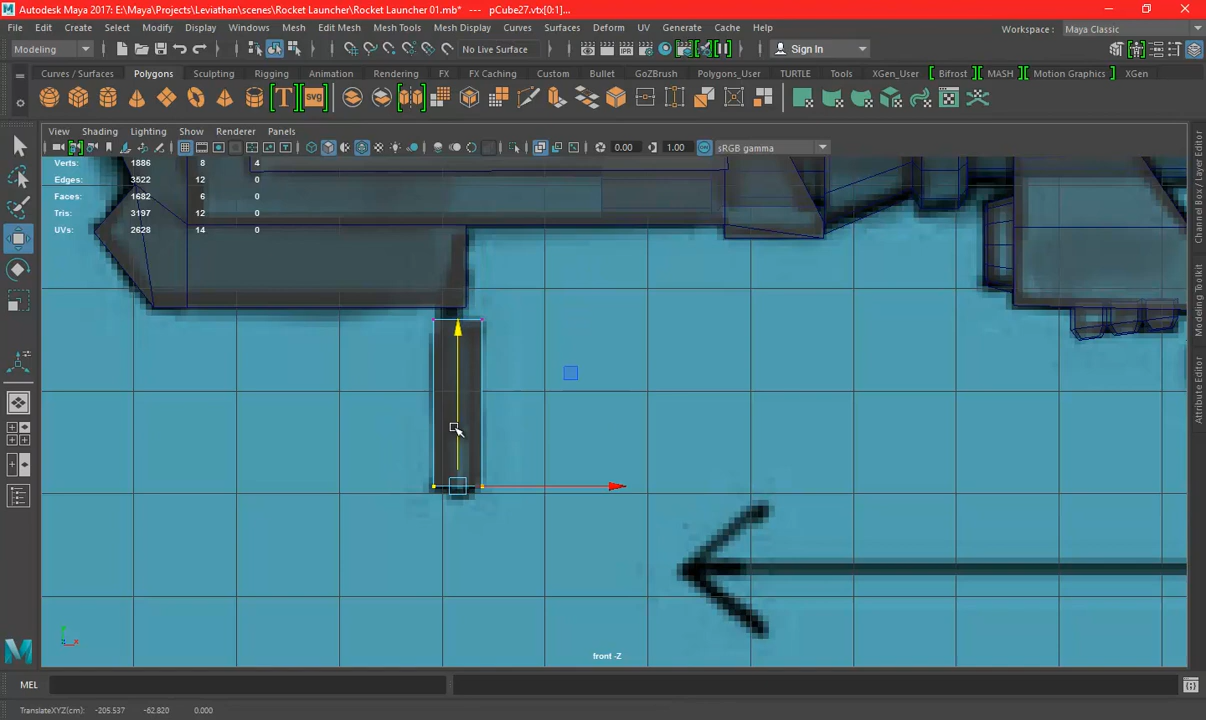 Autodesk Maya 2017: E:\Maya\Projects\Leviathan\scenes\Rocket Launcher\Rocket Launcher 01.mb* --- pCube27.vtx[0:1]...
File Edit Create Select Modify Display Windows Mesh Edit Mesh Mesh Tools Mesh Display Curves Surfaces Deform UV Generate Cache Help Workspace: Maya Classic
Modeling No Live Surface Sign In
Curves / Surfaces Polygons Sculpting Rigging Animation Rendering FX FX Caching Custom Bullet GoZBrush Polygons_User TURTLE Tools XGen_User Bifrost MASH Motion Graphics XGen
T svg
View Shading Lighting Show Renderer Panels
0.00 1.00 sRGB gamma
Verts: 1886 8 4
Edges: 3522 12 0
Faces: 1682 6 0
Tris: 3197 12 0
UVs: 2628 14 0
Channel Box / Layer Editor
Modeling Toolkit
Attribute Editor
front -Z
MEL
TranslateXYZ(cm): -205.537 -62.820 0.000